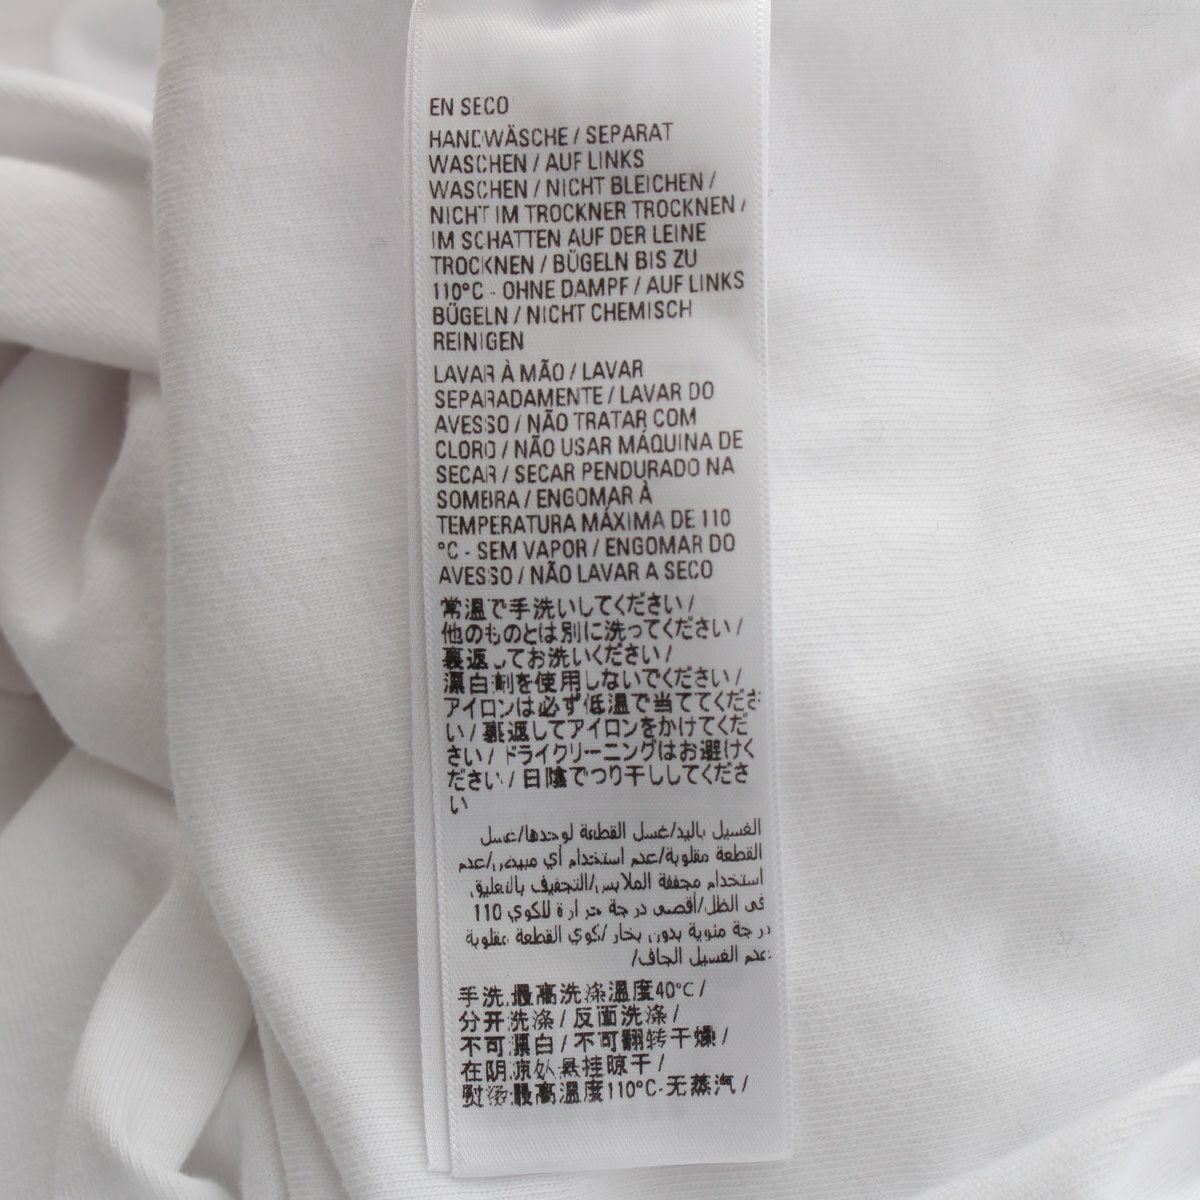 EN SECO
HANDWÄSCHE / SEPARAT
WASCHEN / AUF LINKS
WASCHEN / NICHT BLEICHEN /
NICHT IM TROCKNER TROCKNEN /
IM SCHATTEN AUF DER LEINE
TROCKNEN / BÜGELN BIS ZU
110°C - OHNE DAMPF / AUF LINKS
BÜGELN / NICHT CHEMISCH
REINIGEN
LAVAR À MÃO / LAVAR
SEPARADAMENTE / LAVAR DO
AVESSO / NÃO TRATAR COM
CLORO / NÃO USAR MÁQUINA DE
SECAR / SECAR PENDURADO NA
SOMBRA / ENGOMAR À
TEMPERATURA MÁXIMA DE 110
°C - SEM VAPOR / ENGOMAR DO
AVESSO / NÃO LAVAR A SECO
常温で手洗いしてください /
他のものとは別に洗ってください /
裏返してお洗いください /
漂白剤を使用しないでください /
アイロンは必ず低温で当ててくださ
い / 裏返してアイロンをかけてくだ
さい / ドライクリーニングはお避けく
ださい / 日陰でつり干ししてくださ
い
الغسيل باليد/غسل القطعة لوحدها/غسل
القطعة مقلوبة/عدم استخدام أي مبيض/عدم
استخدام مجففة الملابس/التجفيف بالتعليق
في الظل/أقصى درجة حرارة للكوي 110
درجة مئوية بدون بخار/كوي القطعة مقلوبة
عدم الغسيل الجاف/
手洗,最高洗涤温度40°C /
分开洗涤 / 反面洗涤 /
不可漂白 / 不可翻转干燥 /
在阴凉处悬挂晾干 /
熨烫最高温度110°C-无蒸汽 /